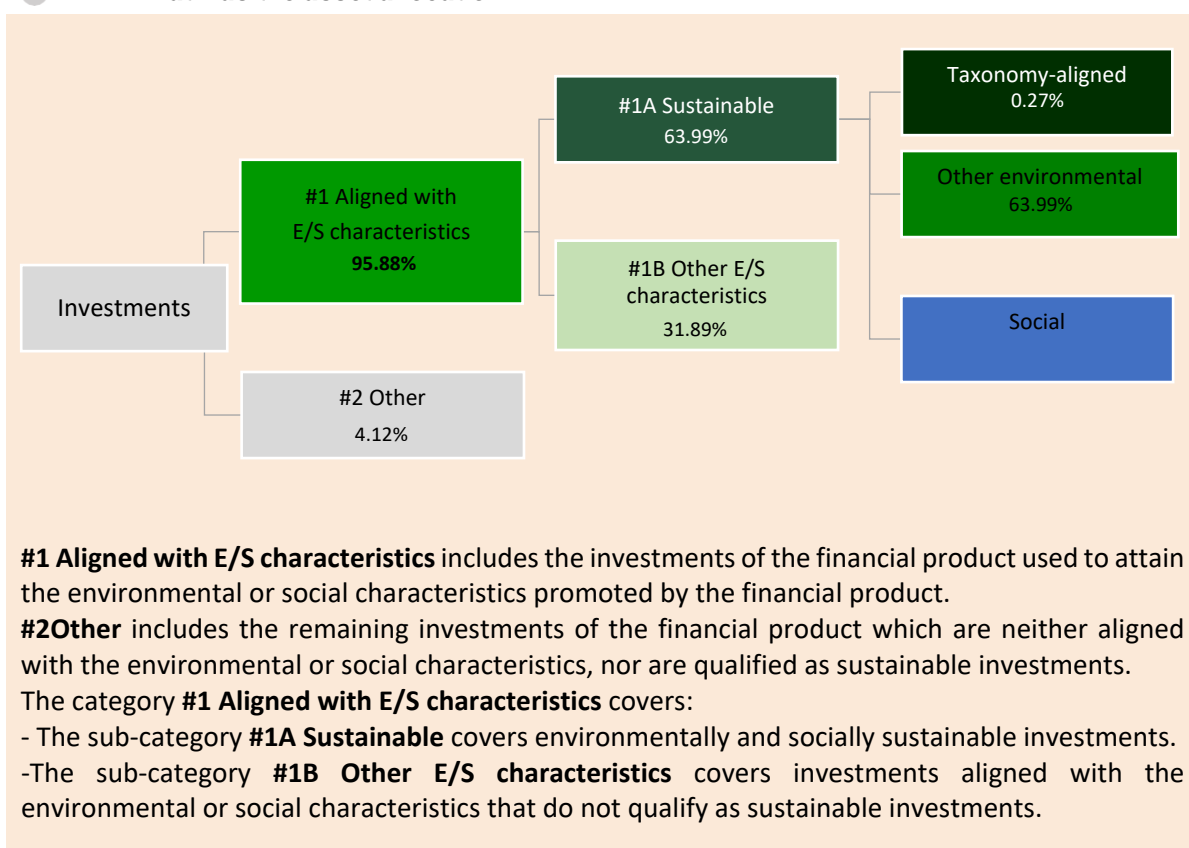 Investments
#1 Aligned with
E/S characteristics
95.88%
#2 Other
4.12%
#1A Sustainable
63.99%
#1B Other E/S
characteristics
31.89%
Taxonomy-aligned
0.27%
Other environmental
63.99%
Social
#1 Aligned with E/S characteristics includes the investments of the financial product used to attain
the environmental or social characteristics promoted by the financial product.
#2Other includes the remaining investments of the financial product which are neither aligned
with the environmental or social characteristics, nor are qualified as sustainable investments.
The category #1 Aligned with E/S characteristics covers:
- The sub-category #1A Sustainable covers environmentally and socially sustainable investments.
-The sub-category #1B Other E/S characteristics covers investments aligned with the
environmental or social characteristics that do not qualify as sustainable investments.